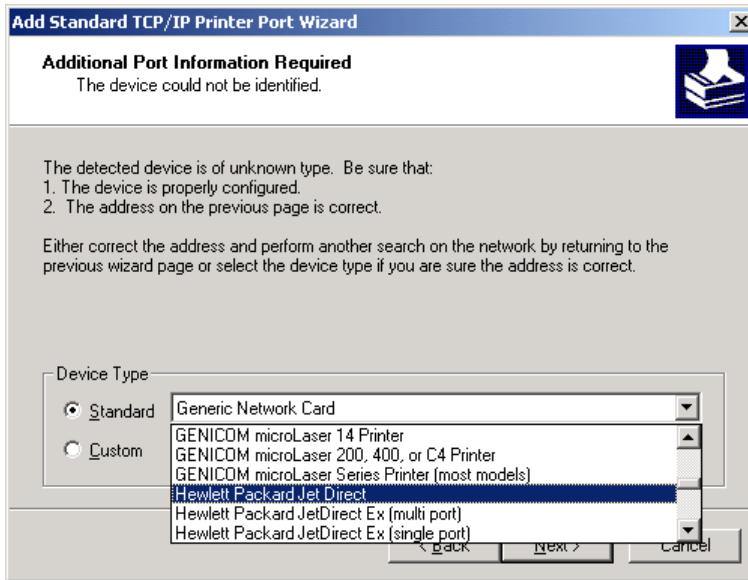 Add Standard TCP/IP Printer Port Wizard
Additional Port Information Required
The device could not be identified.
The detected device is of unknown type. Be sure that:
1. The device is properly configured.
2. The address on the previous page is correct.
Either correct the address and perform another search on the network by returning to the
previous wizard page or select the device type if you are sure the address is correct.
Device Type
Standard
Generic Network Card
Custom
GENICOM microLaser 14 Printer
GENICOM microLaser 200, 400, or C4 Printer
GENICOM microLaser Series Printer (most models)
Hewlett Packard Jet Direct
Hewlett Packard JetDirect Ex (multi port)
Hewlett Packard JetDirect Ex (single port)
< Back
Next >
Cancel